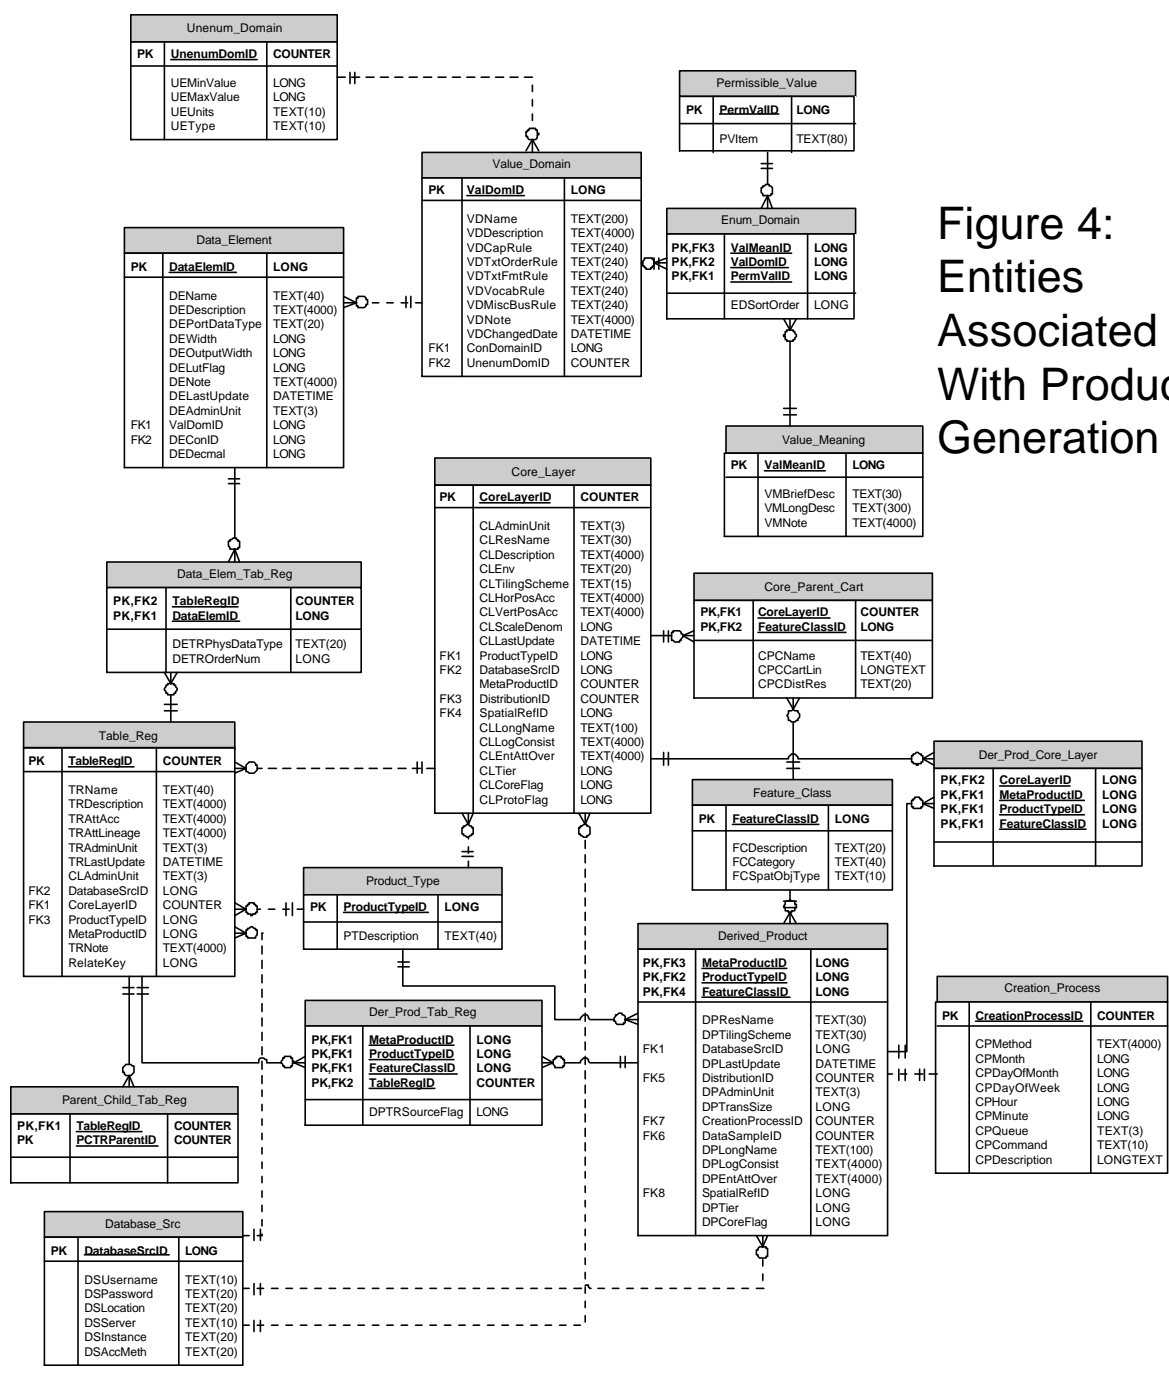 Unenum_Domain
PK UnenumDomID COUNTER
UEMinValue LONG
UEMaxValue LONG
UEUnits TEXT(10)
UEType TEXT(10)
Permissible_Value
PK PermValID LONG
PVItem TEXT(80)
Value_Domain
PK ValDomID LONG
VDName TEXT(200)
VDDescription TEXT(4000)
VDCapRule TEXT(240)
VDTxtOrderRule TEXT(240)
VDTxtFmtRule TEXT(240)
VDVocabRule TEXT(240)
VDMiscBusRule TEXT(240)
VDNote TEXT(4000)
VDChangedDate DATETIME
FK1 ConDomainID LONG
FK2 UnenumDomID COUNTER
Enum_Domain
PK,FK3 ValMeanID LONG
PK,FK2 ValDomID LONG
PK,FK1 PermValID LONG
EDSortOrder LONG
Figure 4:
Entities
Associated
With Produc
Generation
Data_Element
PK DataElemID LONG
DEName TEXT(40)
DEDescription TEXT(4000)
DEPortDataType TEXT(20)
DEWidth LONG
DEOutputWidth LONG
DELutFlag LONG
DENote TEXT(4000)
DELastUpdate DATETIME
DEAdminUnit TEXT(3)
FK1 ValDomID LONG
FK2 DEConID LONG
DEDecmal LONG
Value_Meaning
PK ValMeanID LONG
VMBriefDesc TEXT(30)
VMLongDesc TEXT(300)
VMNote TEXT(4000)
Core_Layer
PK CoreLayerID COUNTER
CLAdminUnit TEXT(3)
CLResName TEXT(30)
CLDescription TEXT(4000)
CLEnv TEXT(20)
CLTilingScheme TEXT(15)
CLHorPosAcc TEXT(4000)
CLVertPosAcc TEXT(4000)
CLScaleDenom LONG
CLLastUpdate DATETIME
FK1 ProductTypeID LONG
FK2 DatabaseSrcID LONG
MetaProductID COUNTER
FK3 DistributionID COUNTER
FK4 SpatialRefID LONG
CLLongName TEXT(100)
CLLogConsist TEXT(4000)
CLEntAttOver TEXT(4000)
CLTier LONG
CLCoreFlag LONG
CLProtoFlag LONG
Data_Elem_Tab_Reg
PK,FK2 TableRegID COUNTER
PK,FK1 DataElemID LONG
DETRPhysDataType TEXT(20)
DETROrderNum LONG
Core_Parent_Cart
PK,FK1 CoreLayerID COUNTER
PK,FK2 FeatureClassID LONG
CPCName TEXT(40)
CPCCartLin LONGTEXT
CPCDistRes TEXT(20)
Table_Reg
PK TableRegID COUNTER
TRName TEXT(40)
TRDescription TEXT(4000)
TRAttAcc TEXT(4000)
TRAttLineage TEXT(4000)
TRAdminUnit TEXT(3)
TRLastUpdate DATETIME
CLAdminUnit TEXT(3)
FK2 DatabaseSrcID LONG
FK1 CoreLayerID COUNTER
FK3 ProductTypeID LONG
MetaProductID LONG
TRNote TEXT(4000)
RelateKey LONG
Der_Prod_Core_Layer
PK,FK2 CoreLayerID LONG
PK,FK1 MetaProductID LONG
PK,FK1 ProductTypeID LONG
PK,FK1 FeatureClassID LONG
Feature_Class
PK FeatureClassID LONG
FCDescription TEXT(20)
FCCategory TEXT(40)
FCSpatObjType TEXT(10)
Product_Type
PK ProductTypeID LONG
PTDescription TEXT(40)
Derived_Product
PK,FK3 MetaProductID LONG
PK,FK2 ProductTypeID LONG
PK,FK4 FeatureClassID LONG
DPResName TEXT(30)
DPTilingScheme TEXT(30)
FK1 DatabaseSrcID LONG
DPLastUpdate DATETIME
FK5 DistributionID COUNTER
DPAdminUnit TEXT(3)
DPTransSize LONG
FK7 CreationProcessID COUNTER
FK6 DataSampleID COUNTER
DPLongName TEXT(100)
DPLogConsist TEXT(4000)
DPEntAttOver TEXT(4000)
FK8 SpatialRefID LONG
DPTier LONG
DPCoreFlag LONG
Creation_Process
PK CreationProcessID COUNTER
CPMethod TEXT(4000)
CPMonth LONG
CPDayOfMonth LONG
CPDayOfWeek LONG
CPHour LONG
CPMinute LONG
CPQueue TEXT(3)
CPCommand TEXT(10)
CPDescription LONGTEXT
Der_Prod_Tab_Reg
PK,FK1 MetaProductID LONG
PK,FK1 ProductTypeID LONG
PK,FK1 FeatureClassID LONG
PK,FK2 TableRegID COUNTER
DPTRSourceFlag LONG
Parent_Child_Tab_Reg
PK,FK1 TableRegID COUNTER
PK PCTRParentID COUNTER
Database_Src
PK DatabaseSrcID LONG
DSUsername TEXT(10)
DSPassword TEXT(20)
DSLocation TEXT(20)
DSServer TEXT(10)
DSInstance TEXT(20)
DSAccMeth TEXT(20)